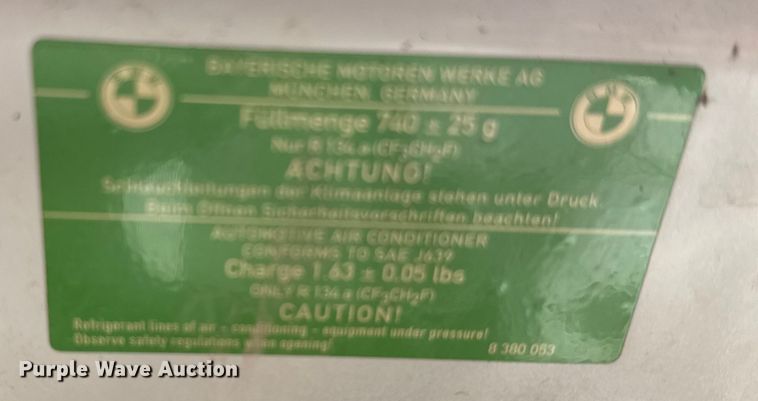 BAYERISCHE MOTOREN WERKE AG
MÜNCHEN, GERMANY
Füllmenge 740 ± 25 g
Nur R 134 a (CF3CH2F)
ACHTUNG!
Schlauchleitungen der Klimaanlage stehen unter Druck.
Beim Öffnen Sicherheitsvorschriften beachten!
AUTOMOTIVE AIR CONDITIONER
CONFORMS TO SAE J639
Charge 1.63 ± 0.05 lbs
ONLY R 134 a (CF3CH2F)
CAUTION!
Refrigerant lines of air - conditioning - equipment under pressure!
Observe safety regulations when opening!
8 380 053
Purple Wave Auction